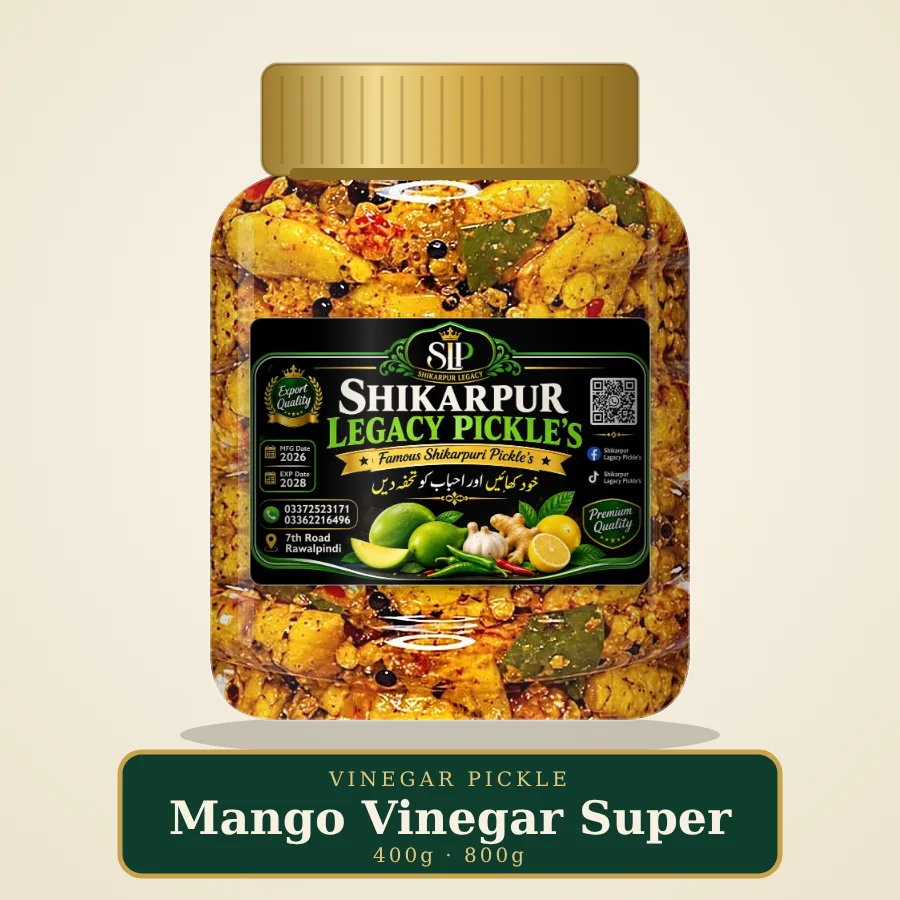 SLP
SHIKARPUR LEGACY
SHIKARPUR
LEGACY PICKLE'S
Famous Shikarpuri Pickle's
خود کھائیں اور احباب کو تحفہ دیں
Export
Quality
MFG Date
2026
EXP Date
2028
03372523171
03362216496
7th Road
Rawalpindi
Shikarpur
Lagacy Pickle's
Shikarpur
Lagacy Pickle's
Premium
Quality
VINEGAR PICKLE
Mango Vinegar Super
400g · 800g